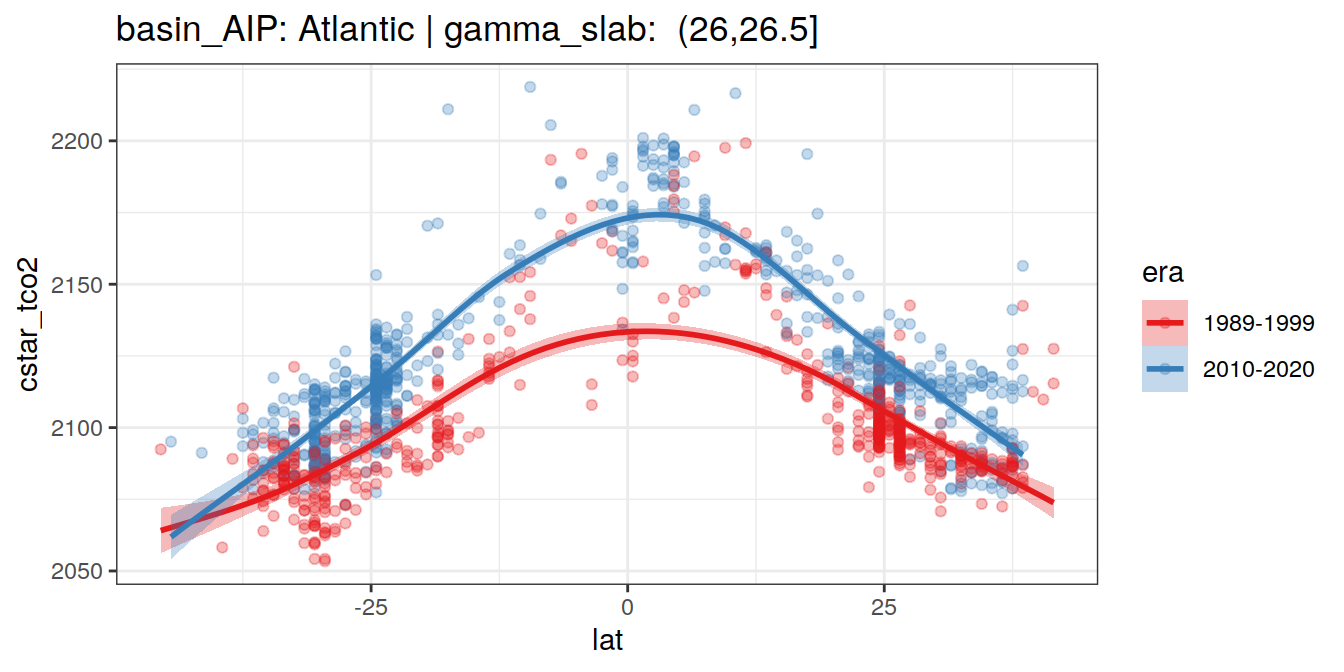 basin_AIP: Atlantic | gamma_slab:  (26,26.5]
2200
2150
2100
2050
cstar_tco2
-25
0
25
lat
era
1989-1999
2010-2020